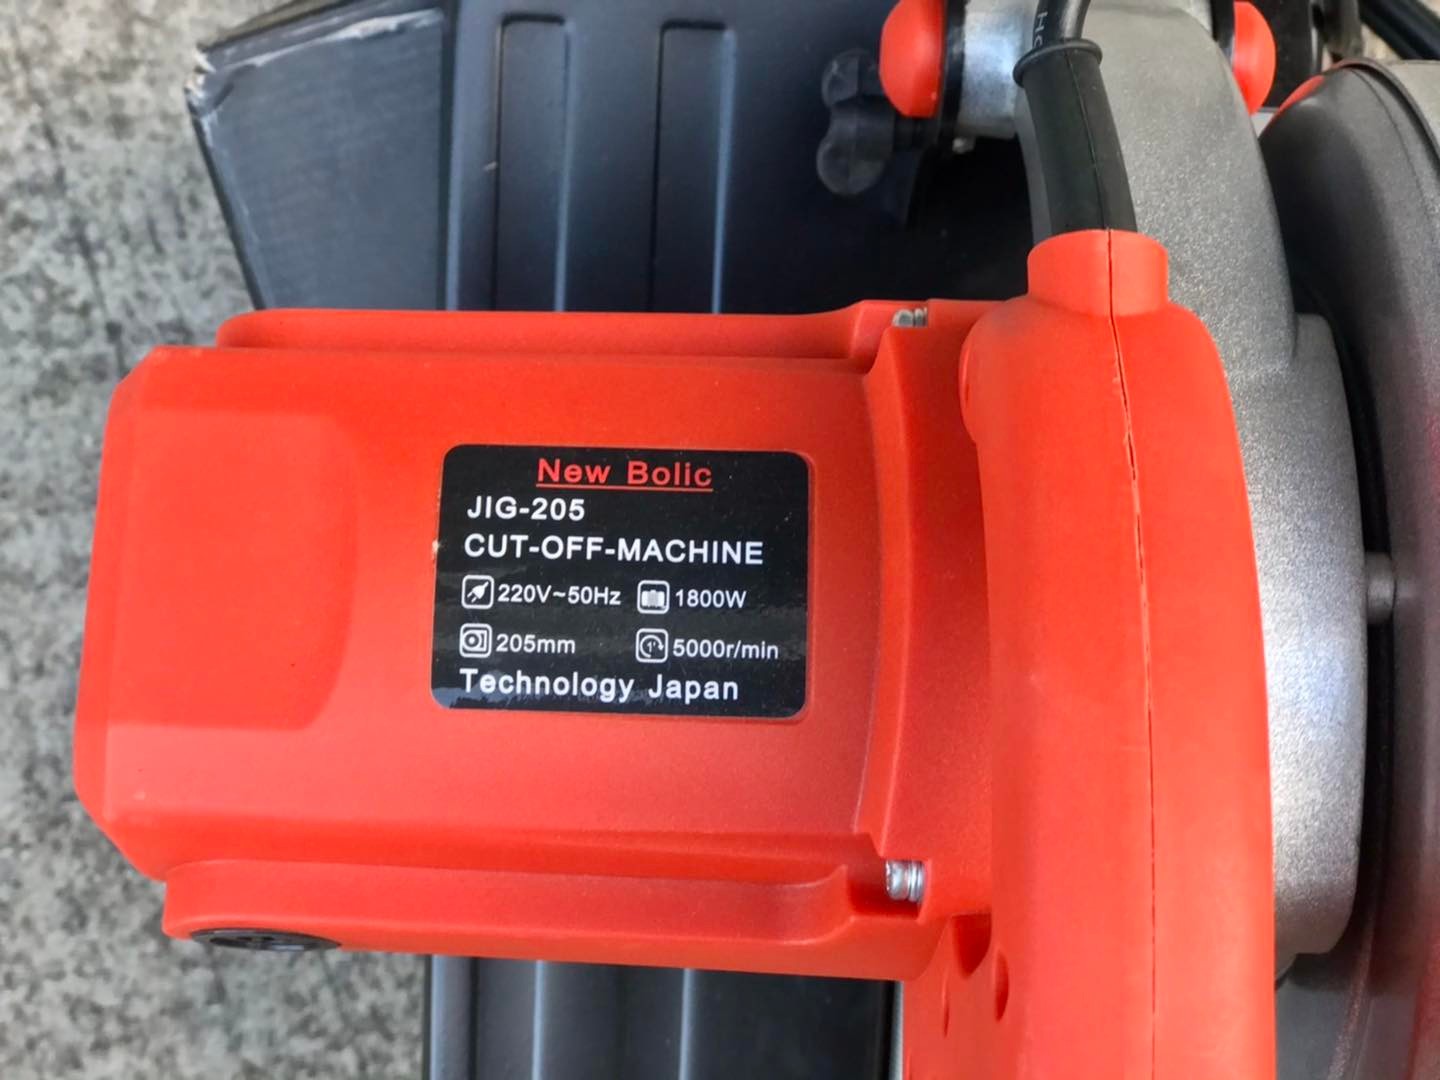 New Bolic
JIG-205
CUT-OFF-MACHINE
220V~50Hz 1800W
205mm 5000r/min
Technology Japan